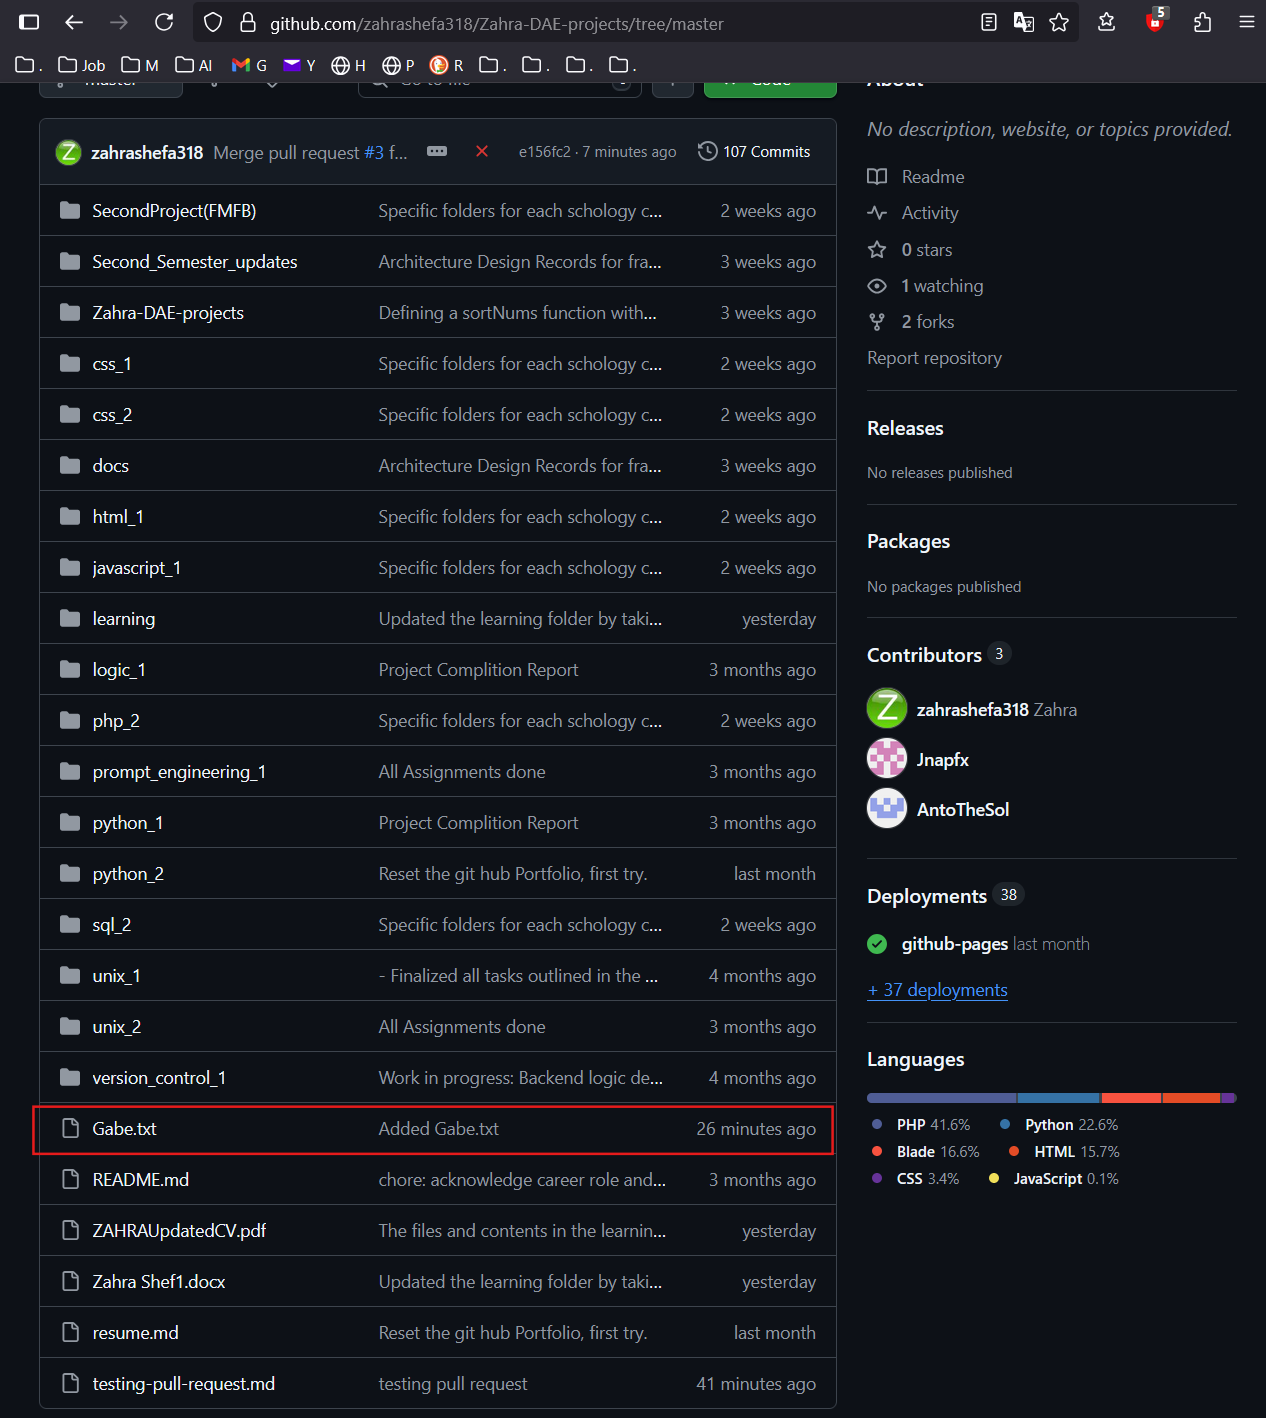 github.com/zahrashefa318/Zahra-DAE-projects/tree/master
5
. Job M AI G Y H P R . . . .
master
Go to file
Code
About
zahrashefa318 Merge pull request #3 f... e156fc2 · 7 minutes ago 107 Commits
SecondProject(FMFB) Specific folders for each schology c... 2 weeks ago
Second_Semester_updates Architecture Design Records for fra... 3 weeks ago
Zahra-DAE-projects Defining a sortNums function with... 3 weeks ago
css_1 Specific folders for each schology c... 2 weeks ago
css_2 Specific folders for each schology c... 2 weeks ago
docs Architecture Design Records for fra... 3 weeks ago
html_1 Specific folders for each schology c... 2 weeks ago
javascript_1 Specific folders for each schology c... 2 weeks ago
learning Updated the learning folder by taki... yesterday
logic_1 Project Complition Report 3 months ago
php_2 Specific folders for each schology c... 2 weeks ago
prompt_engineering_1 All Assignments done 3 months ago
python_1 Project Complition Report 3 months ago
python_2 Reset the git hub Portfolio, first try. last month
sql_2 Specific folders for each schology c... 2 weeks ago
unix_1 - Finalized all tasks outlined in the ... 4 months ago
unix_2 All Assignments done 3 months ago
version_control_1 Work in progress: Backend logic de... 4 months ago
Gabe.txt Added Gabe.txt 26 minutes ago
README.md chore: acknowledge career role and... 3 months ago
ZAHRAUpdatedCV.pdf The files and contents in the learnin... yesterday
Zahra Shef1.docx Updated the learning folder by taki... yesterday
resume.md Reset the git hub Portfolio, first try. last month
testing-pull-request.md testing pull request 41 minutes ago
No description, website, or topics provided.
Readme
Activity
0 stars
1 watching
2 forks
Report repository
Releases
No releases published
Packages
No packages published
Contributors 3
Z zahrashefa318 Zahra
Jnapfx
AntoTheSol
Deployments 38
github-pages last month
+ 37 deployments
Languages
PHP 41.6% Python 22.6%
Blade 16.6% HTML 15.7%
CSS 3.4% JavaScript 0.1%